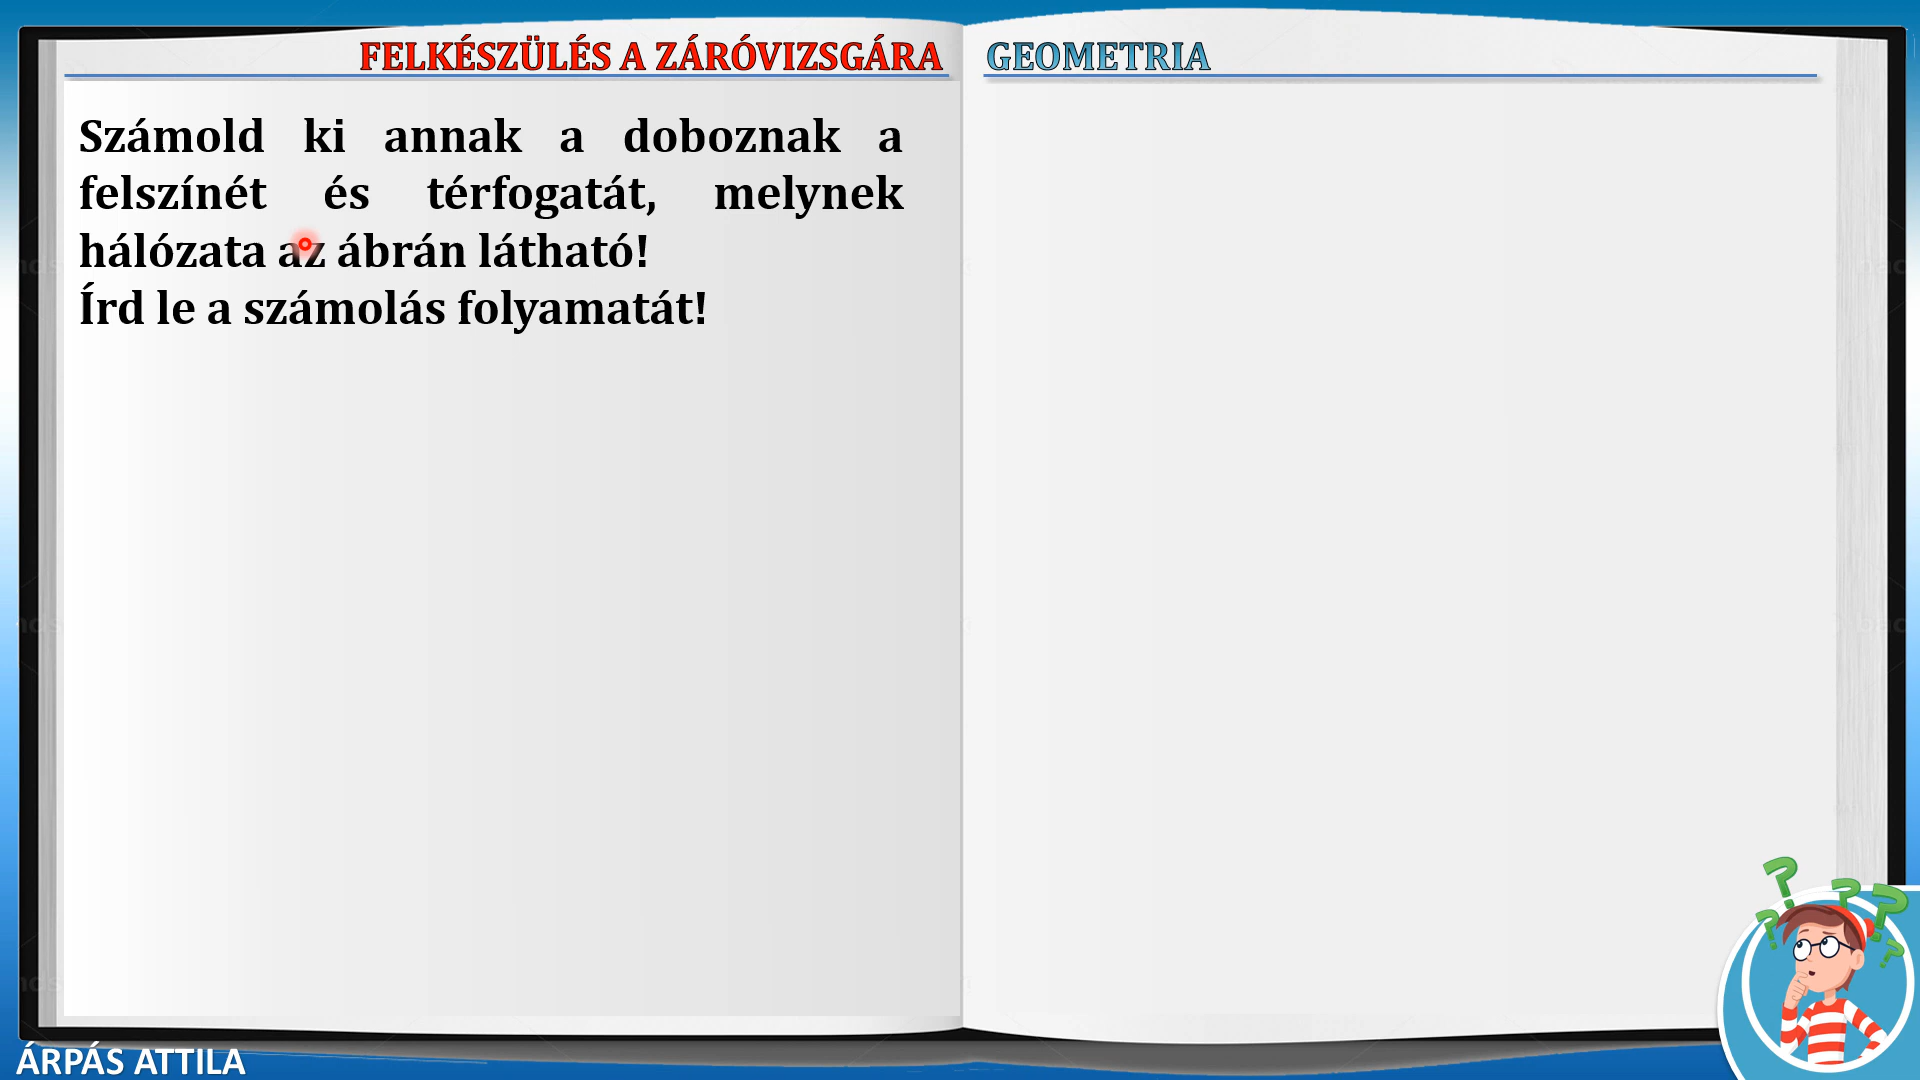 FELKÉSZÜLÉS A ZÁRÓVIZSGÁRA
GEOMETRIA
Számold ki annak a doboznak a
felszínét és térfogatát, melynek
hálózata az ábrán látható!
Írd le a számolás folyamatát!
ÁRPÁS ATTILA